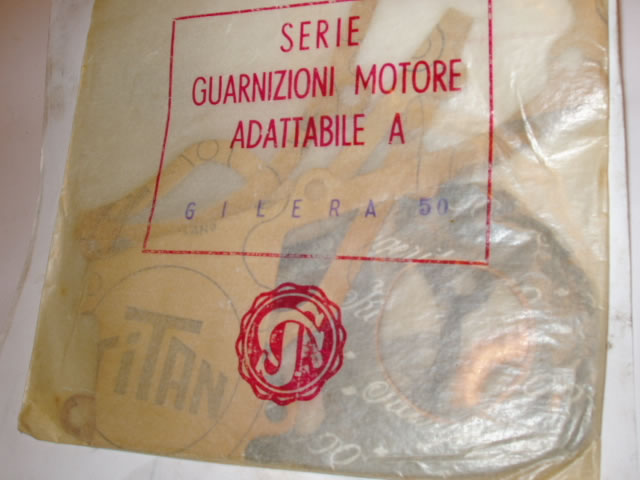 SERIE
GUARNIZIONI MOTORE
ADATTABILE A
GILERA 50
TITAN